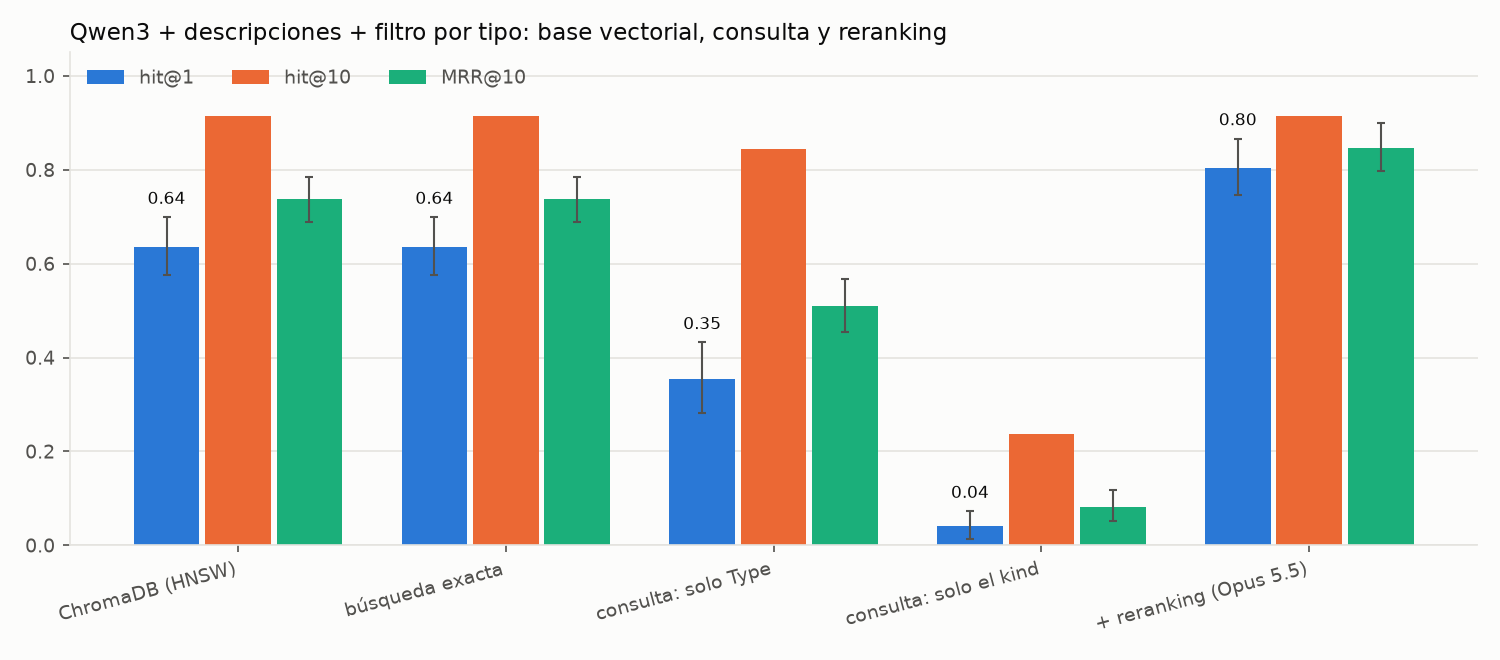 Qwen3 + descripciones + filtro por tipo: base vectorial, consulta y reranking
hit@1 hit@10 MRR@10
1.0
0.8
0.6
0.4
0.2
0.0
0.64
0.64
0.35
0.04
0.80
ChromaDB (HNSW)
búsqueda exacta
consulta: solo Type
consulta: solo el kind
+ reranking (Opus 5.5)